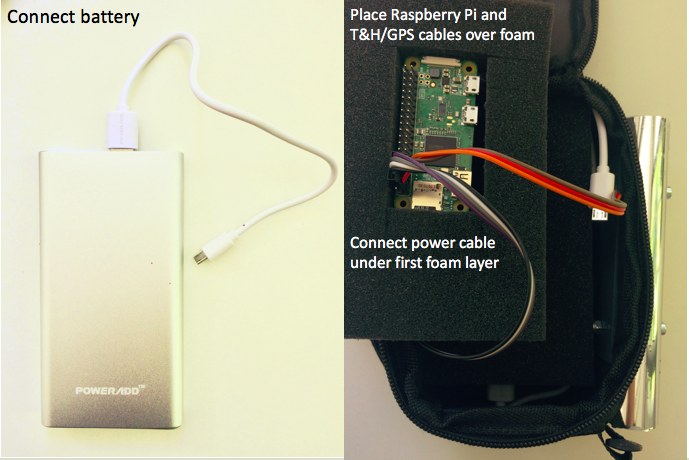 Connect battery
POWERADD™
Place Raspberry Pi and
T&H/GPS cables over foam
Connect power cable
under first foam layer